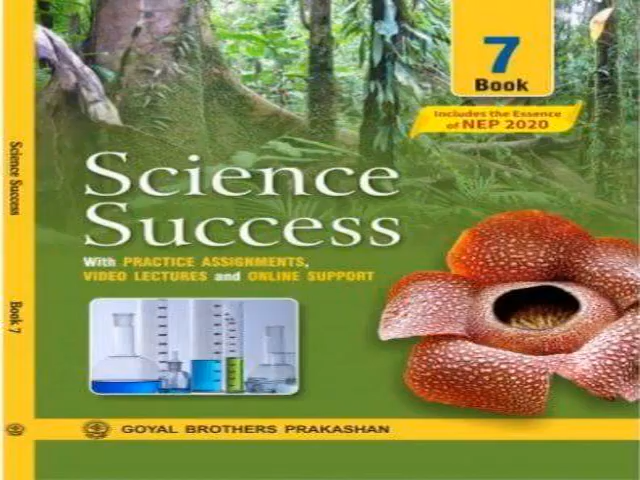 7
Book
Includes the Essence
of NEP 2020
Science
Success
With PRACTICE ASSIGNMENTS,
VIDEO LECTURES and ONLINE SUPPORT
GOYAL BROTHERS PRAKASHAN
Science Success
Book 7